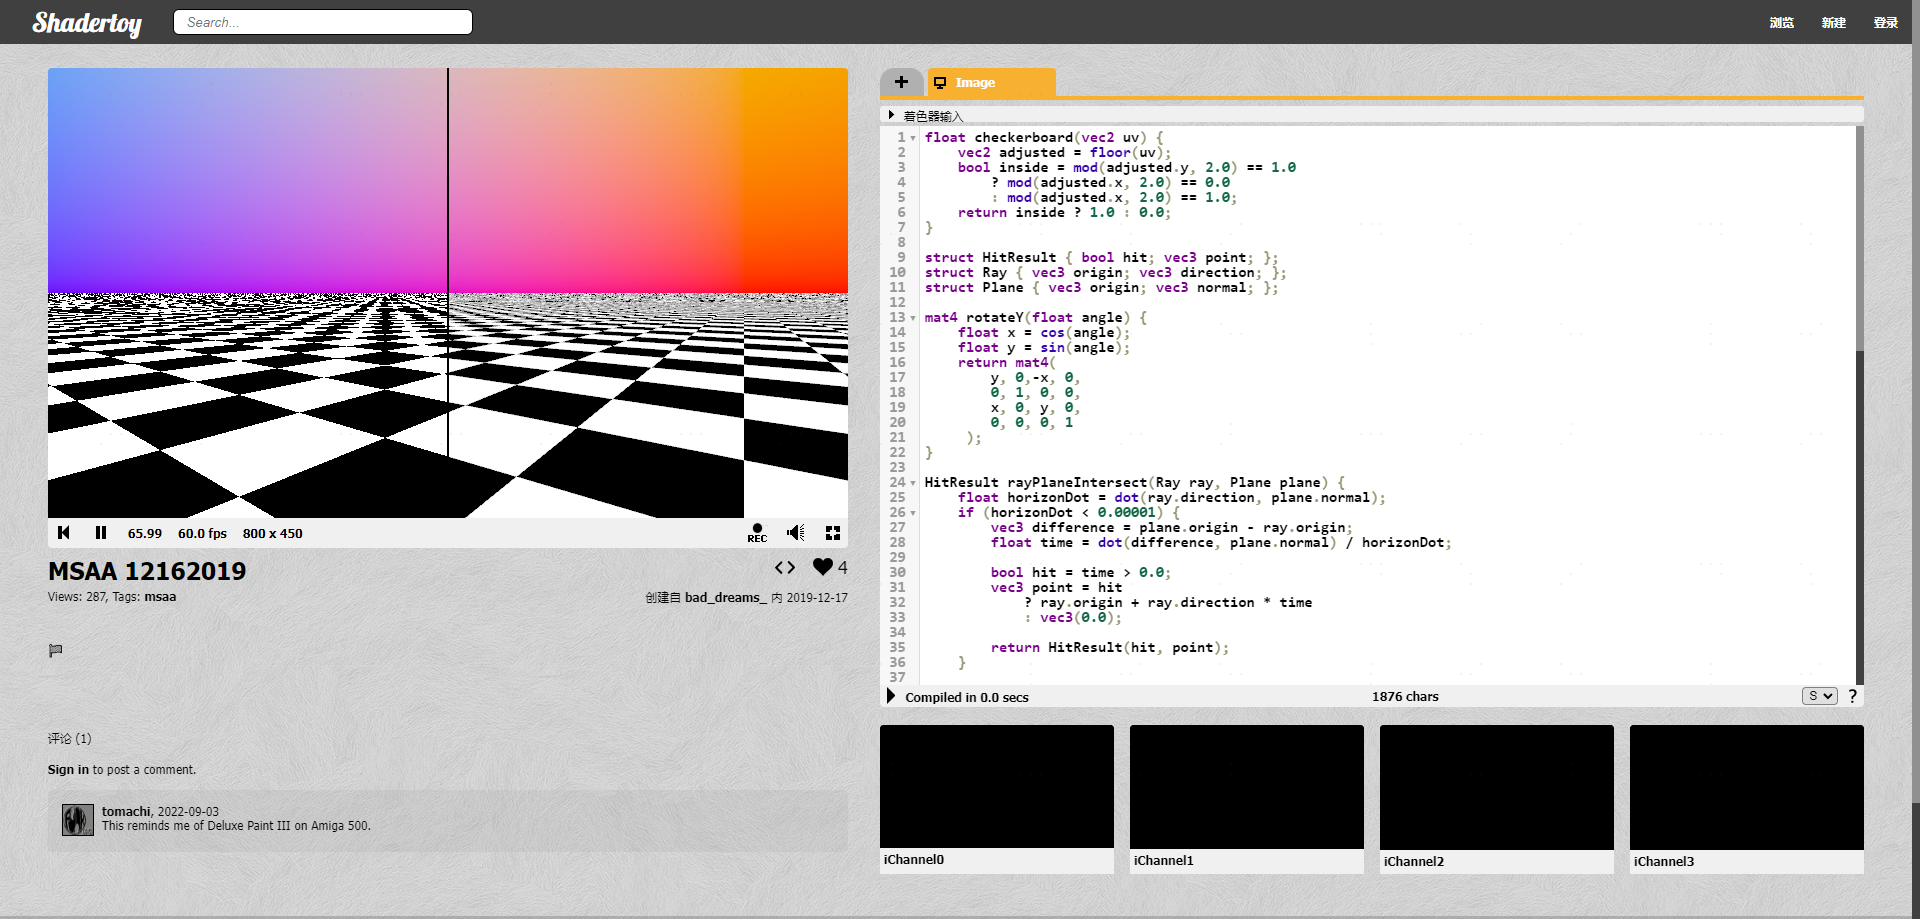 Shadertoy
Search...
浏览 新建 登录
65.99 60.0 fps 800 x 450
REC
MSAA 12162019
4
Views: 287, Tags: msaa
创建自 bad_dreams_ 内 2019-12-17
评论 (1)
Sign in to post a comment.
tomachi, 2022-09-03
This reminds me of Deluxe Paint III on Amiga 500.
+ Image
着色器输入
1 float checkerboard(vec2 uv) {
2 vec2 adjusted = floor(uv);
3 bool inside = mod(adjusted.y, 2.0) == 1.0
4 ? mod(adjusted.x, 2.0) == 0.0
5 : mod(adjusted.x, 2.0) == 1.0;
6 return inside ? 1.0 : 0.0;
7 }
8
9 struct HitResult { bool hit; vec3 point; };
10 struct Ray { vec3 origin; vec3 direction; };
11 struct Plane { vec3 origin; vec3 normal; };
12
13 mat4 rotateY(float angle) {
14 float x = cos(angle);
15 float y = sin(angle);
16 return mat4(
17 y, 0,-x, 0,
18 0, 1, 0, 0,
19 x, 0, y, 0,
20 0, 0, 0, 1
21 );
22 }
23
24 HitResult rayPlaneIntersect(Ray ray, Plane plane) {
25 float horizonDot = dot(ray.direction, plane.normal);
26 if (horizonDot < 0.00001) {
27 vec3 difference = plane.origin - ray.origin;
28 float time = dot(difference, plane.normal) / horizonDot;
29
30 bool hit = time > 0.0;
31 vec3 point = hit
32 ? ray.origin + ray.direction * time
33 : vec3(0.0);
34
35 return HitResult(hit, point);
36 }
37
Compiled in 0.0 secs 1876 chars S ?
iChannel0 iChannel1 iChannel2 iChannel3